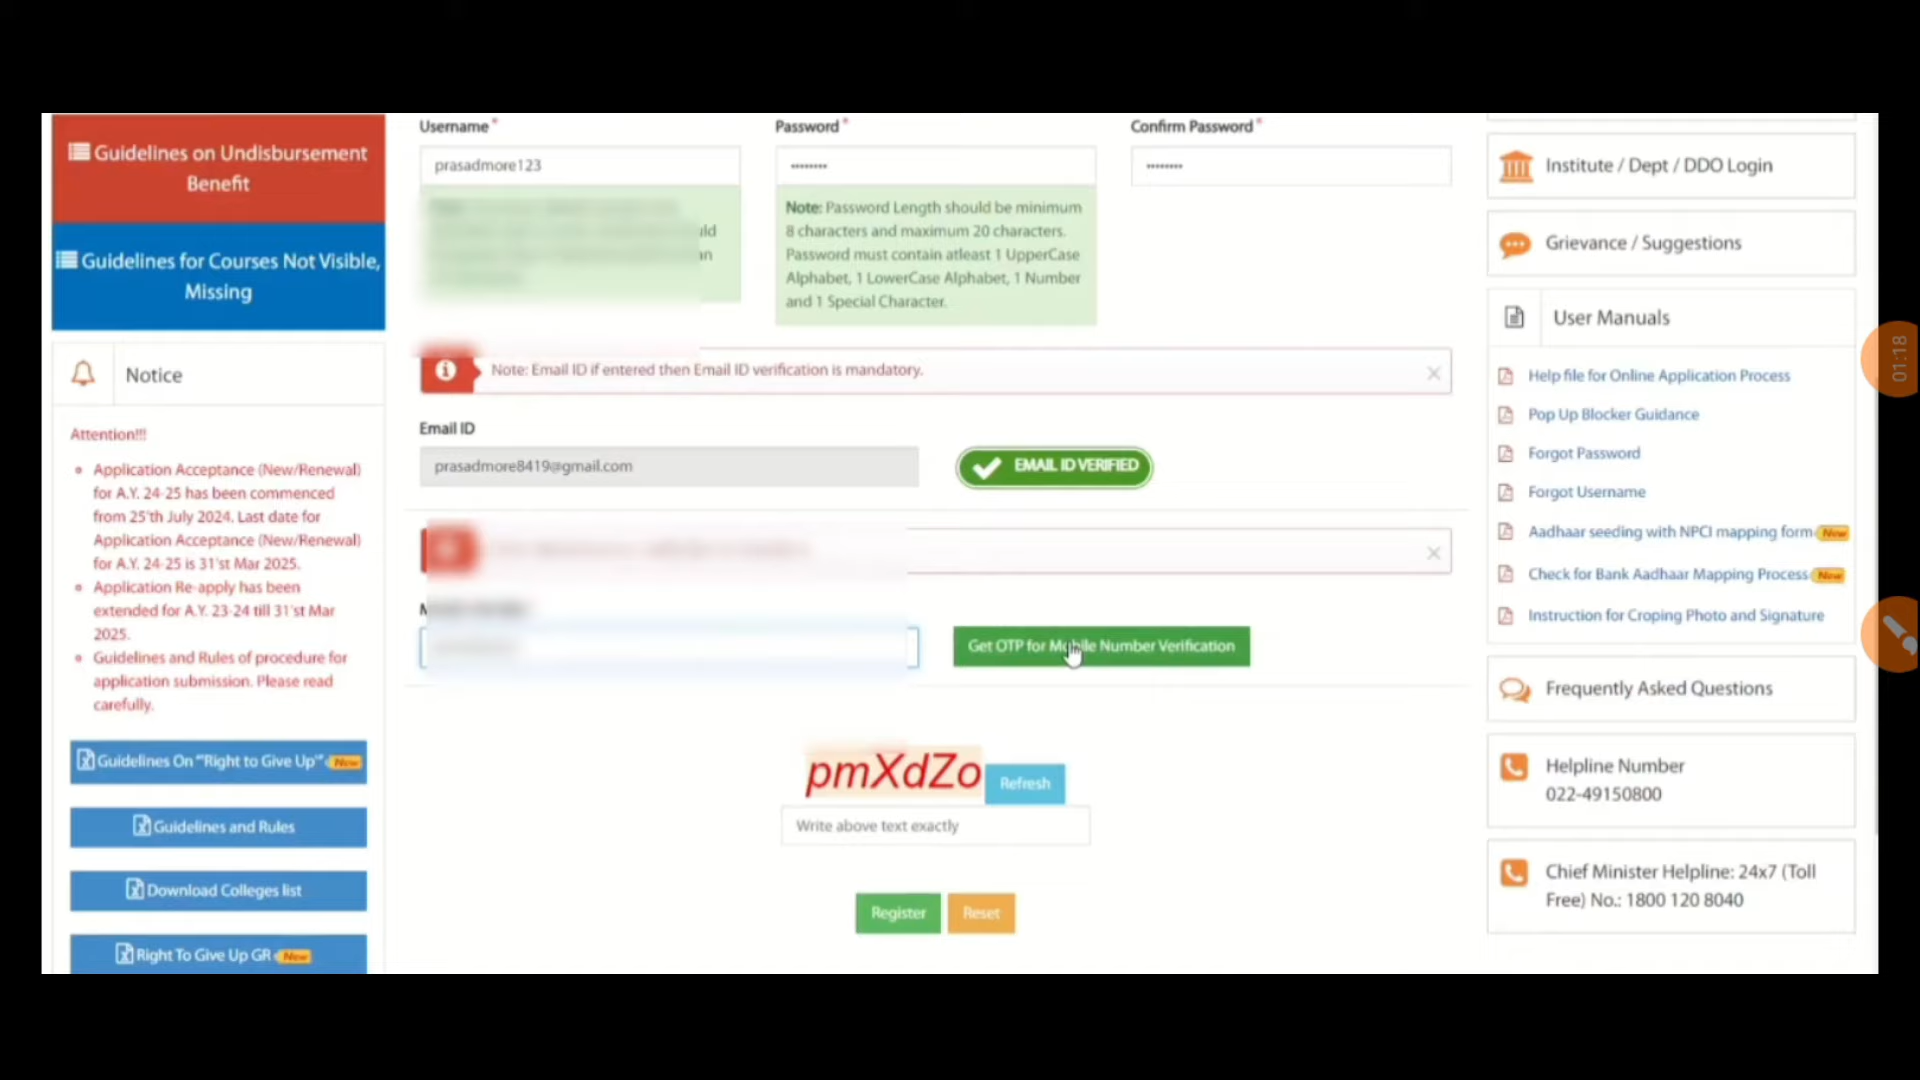 Guidelines on Undisbursement
Benefit
Guidelines for Courses Not Visible,
Missing
Notice
Attention!!!
Application Acceptance (New/Renewal)
for A.Y. 24-25 has been commenced
from 25'th July 2024. Last date for
Application Acceptance (New/Renewal)
for A.Y. 24-25 is 31'st Mar 2025.
Application Re-apply has been
extended for A.Y. 23-24 till 31'st Mar
2025.
Guidelines and Rules of procedure for
application submission. Please read
carefully.
Guidelines On "Right to Give Up" New
Guidelines and Rules
Download Colleges list
Right To Give Up GR New
Username * Password * Confirm Password *
prasadmore123 •••••••• ••••••••
Note: Password Length should be minimum
8 characters and maximum 20 characters.
Password must contain atleast 1 UpperCase
Alphabet, 1 LowerCase Alphabet, 1 Number
and 1 Special Character.
Note: Email ID if entered then Email ID verification is mandatory.
Email ID
prasadmore8419@gmail.com EMAIL ID VERIFIED
Get OTP for Mobile Number Verification
pmXdZo Refresh
Write above text exactly
Register Reset
Institute / Dept / DDO Login
Grievance / Suggestions
User Manuals
Help file for Online Application Process
Pop Up Blocker Guidance
Forgot Password
Forgot Username
Aadhaar seeding with NPCI mapping form New
Check for Bank Aadhaar Mapping Process New
Instruction for Croping Photo and Signature
Frequently Asked Questions
Helpline Number
022-49150800
Chief Minister Helpline: 24x7 (Toll
Free) No.: 1800 120 8040
01:18